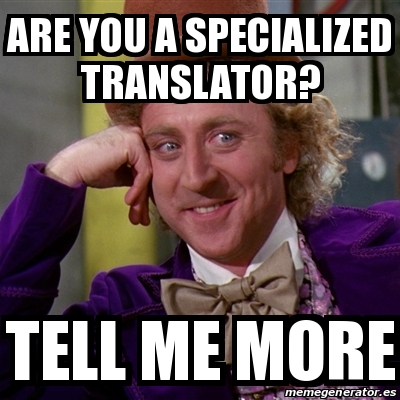 ARE YOU A SPECIALIZED
TRANSLATOR?
TELL ME MORE
memegenerator.es